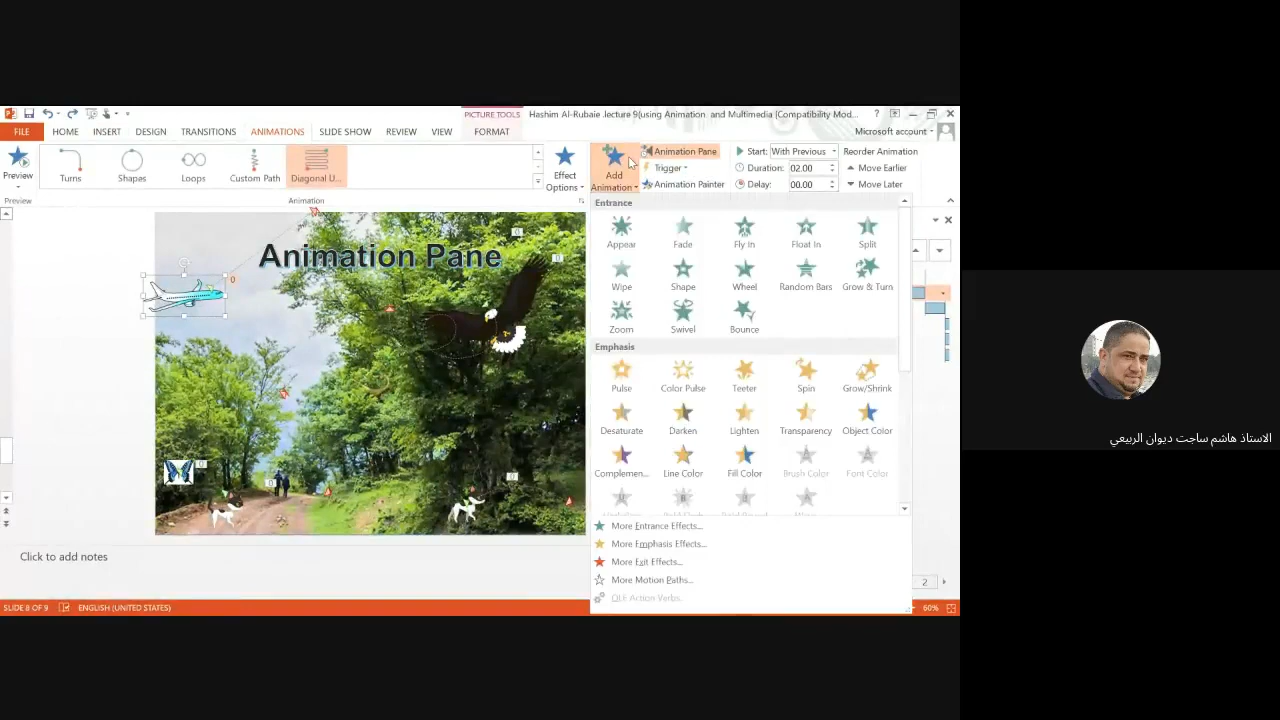 PICTURE TOOLS
Hashim Al-Rubaie .lecture 9(using Animation and Multimedia [Compatibility Mod...
?
FILE
HOME
INSERT
DESIGN
TRANSITIONS
ANIMATIONS
SLIDE SHOW
REVIEW
VIEW
FORMAT
Microsoft account
Preview
Turns
Shapes
Loops
Custom Path
Diagonal U...
Effect
Options
Add
Animation
Animation Pane
Trigger
Animation Painter
Start: With Previous
Duration: 02.00
Delay: 00.00
Reorder Animation
Move Earlier
Move Later
Preview
Animation
Entrance
Appear
Fade
Fly In
Float In
Split
Wipe
Shape
Wheel
Random Bars
Grow & Turn
Zoom
Swivel
Bounce
Emphasis
Pulse
Color Pulse
Teeter
Spin
Grow/Shrink
Desaturate
Darken
Lighten
Transparency
Object Color
Complemen...
Line Color
Fill Color
Brush Color
Font Color
More Entrance Effects...
More Emphasis Effects...
More Exit Effects...
More Motion Paths...
OLE Action Verbs...
Animation Pane
0
0
0
0
0
0
Click to add notes
2
SLIDE 8 OF 9
ENGLISH (UNITED STATES)
60%
الاستاذ هاشم ساجت ديوان الربيعي